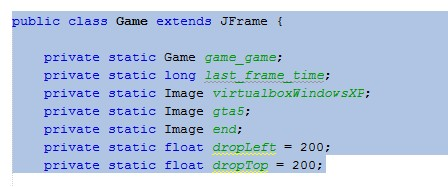 public class Game extends JFrame {
private static Game game_game;
private static long last_frame_time;
private static Image virtualboxWindowsXP;
private static Image gta5;
private static Image end;
private static float dropLeft = 200;
private static float dropTop = 200;